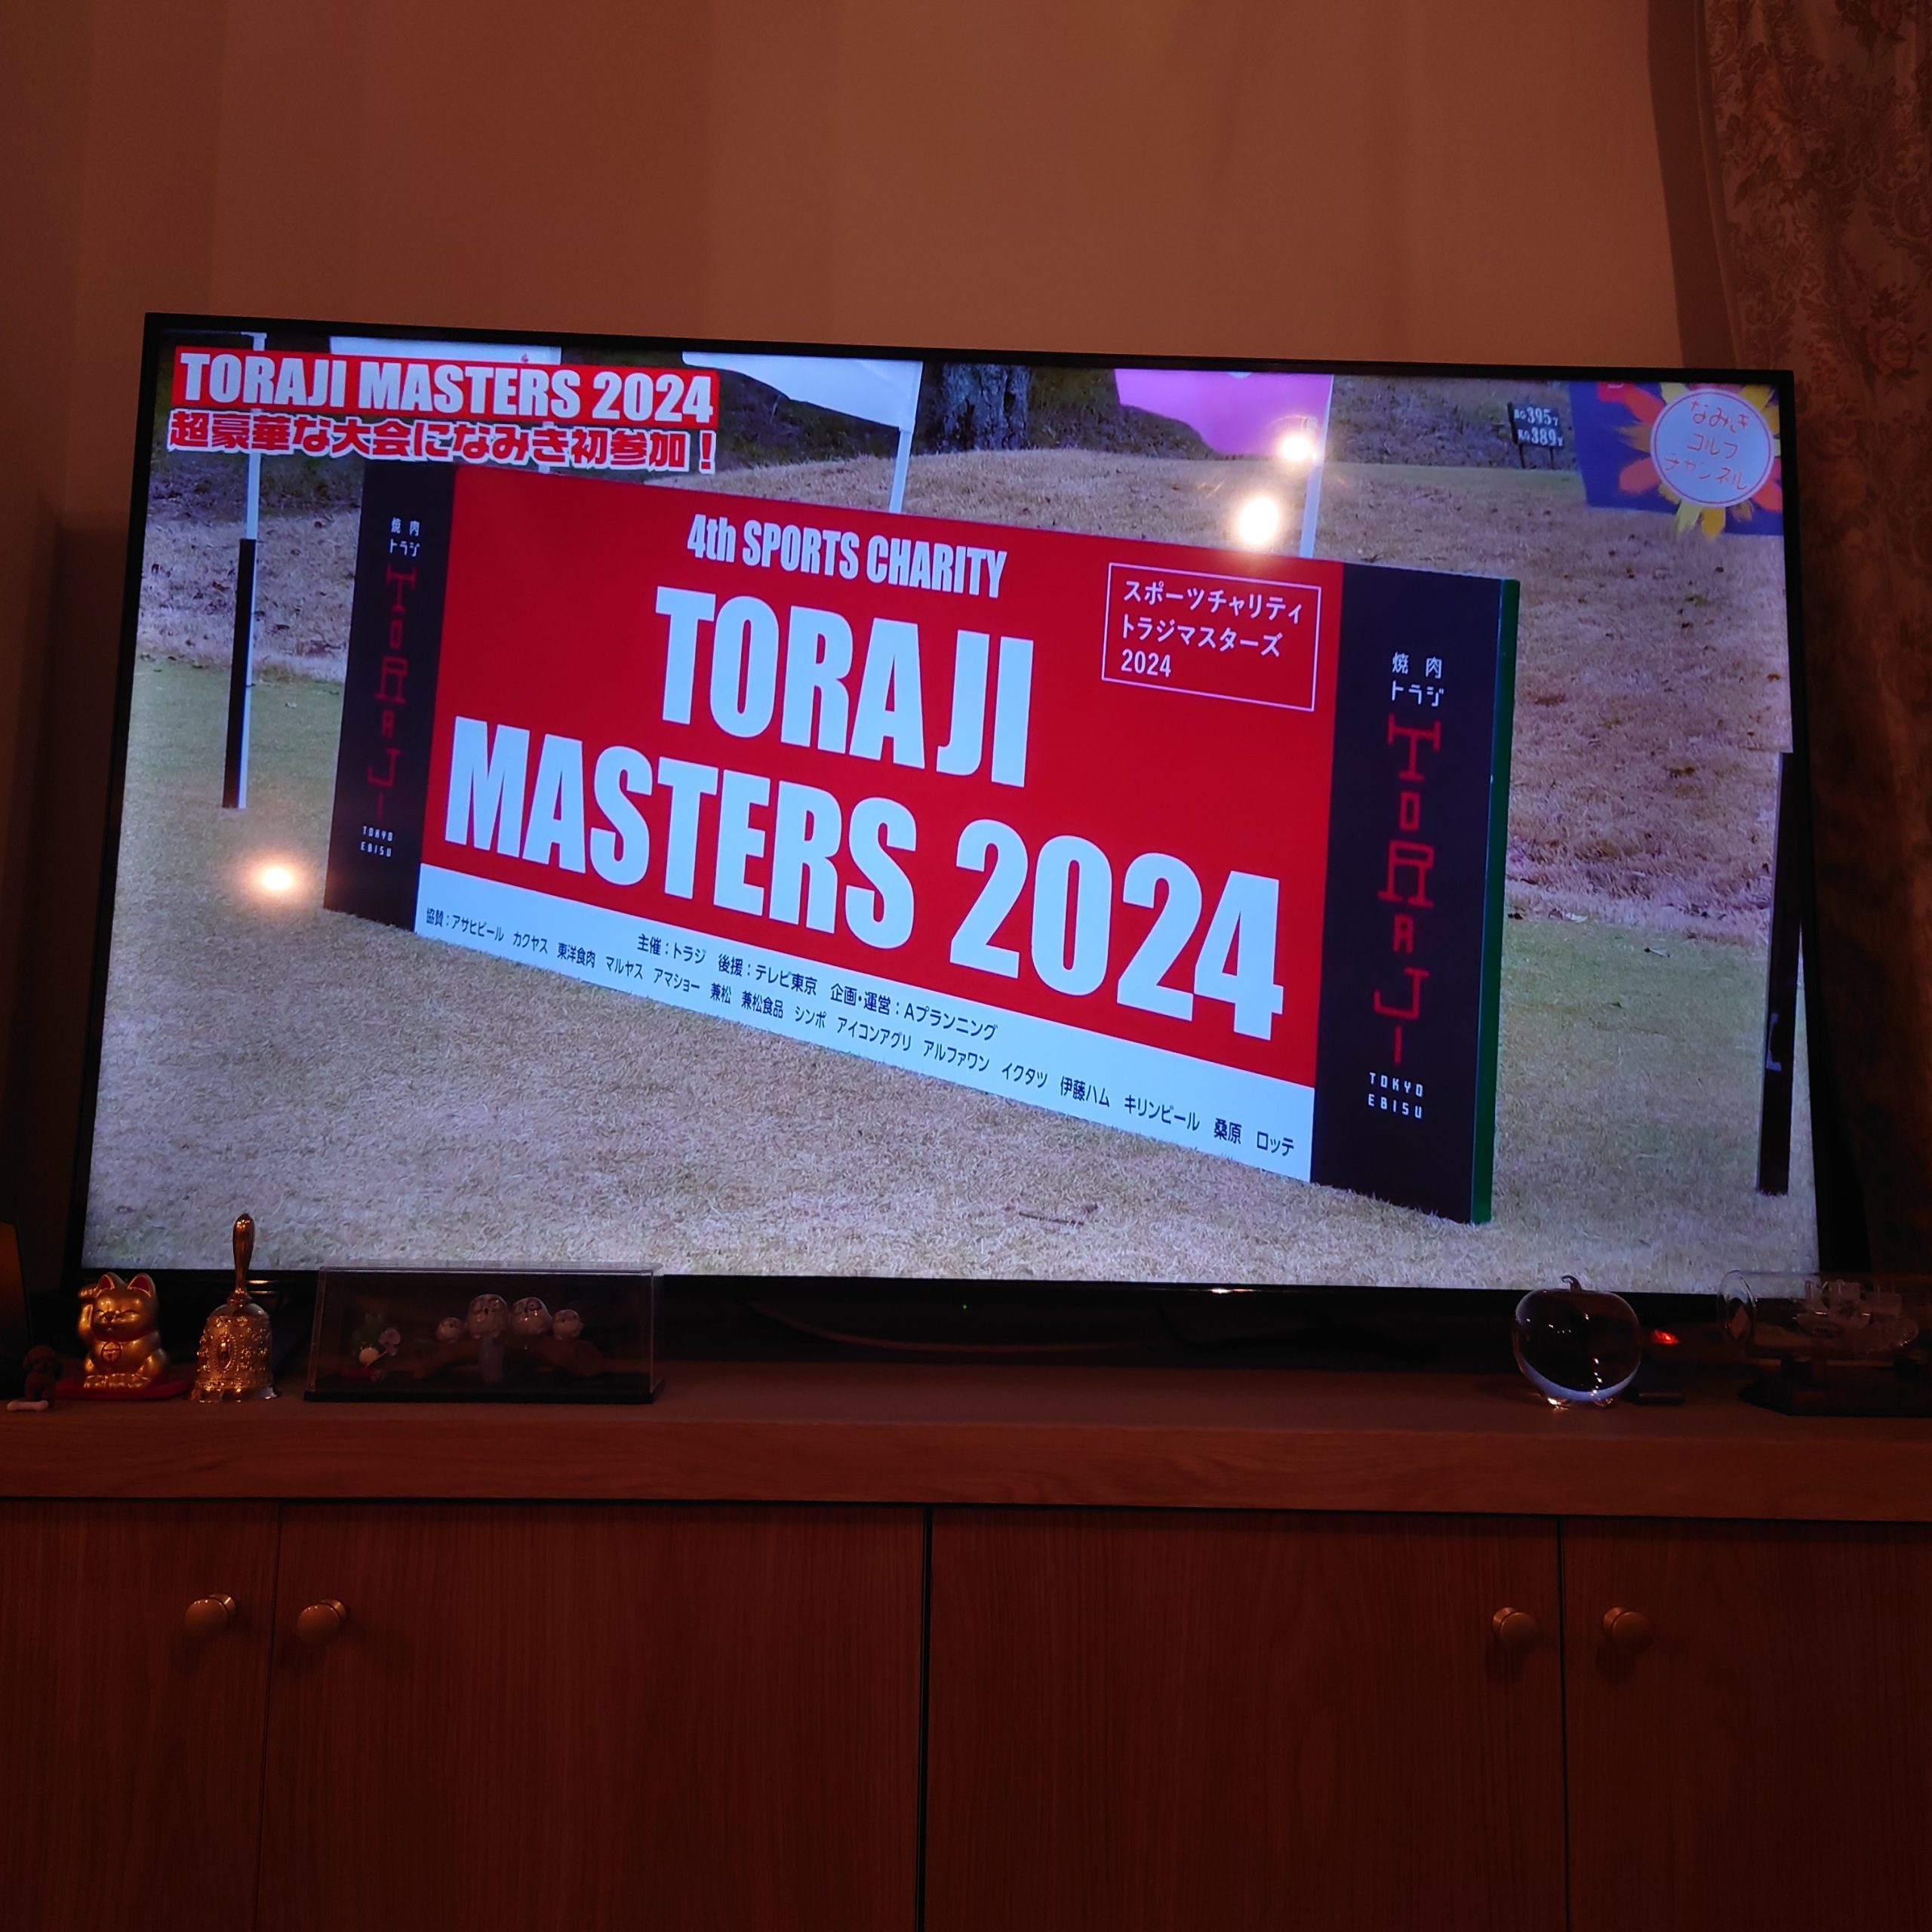 TORAJI MASTERS 2024
超豪華な大会になみき初参加！
なみき
ゴルフ
チャンネル
BG 395Y
RG 389Y
焼肉
トラジ
TORAJI
TOKYO
EBISU
4th SPORTS CHARITY
TORAJI
MASTERS 2024
スポーツチャリティ
トラジマスターズ
2024
主催：トラジ 後援：テレビ東京 企画・運営：Aプランニング
協賛：アサヒビール カクヤス 東洋食肉 マルヤス アマショー 兼松 兼松食品 シンポ アイコンアグリ アルファワン イクタツ 伊藤ハム キリンビール 桑原 ロッテ
焼肉
トラジ
TORAJI
TOKYO
EBISU